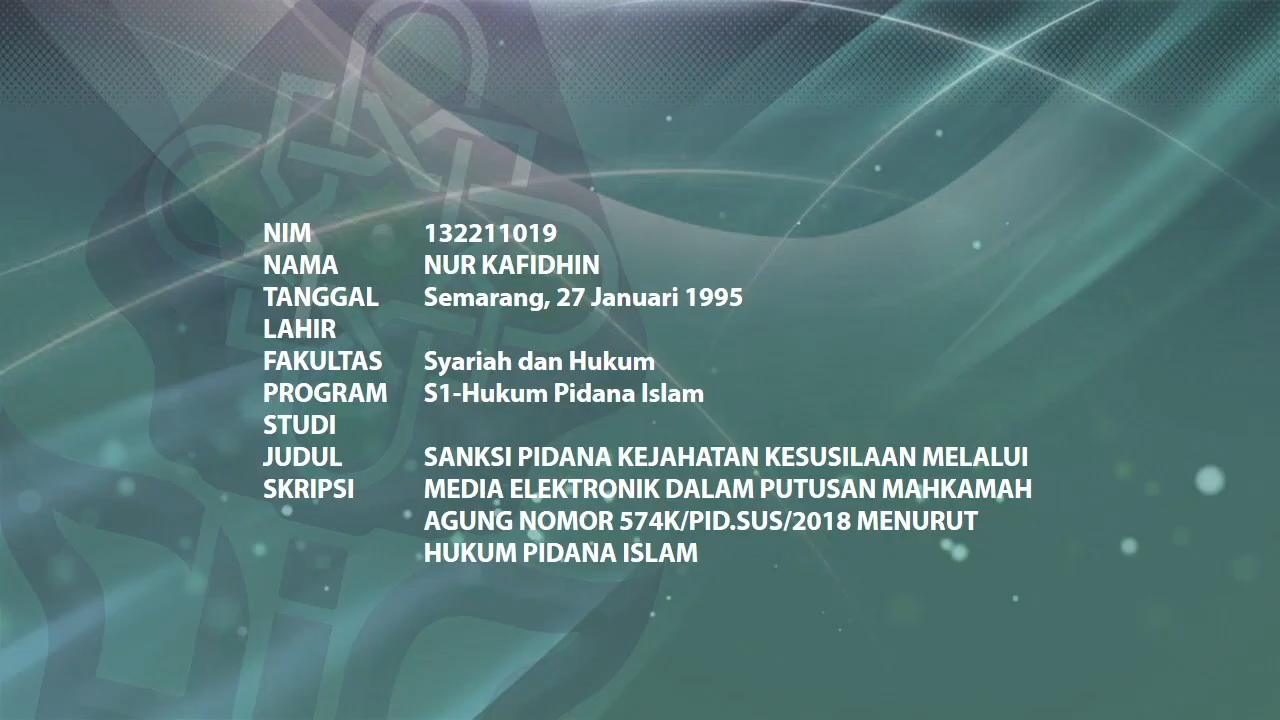 NIM 132211019
NAMA NUR KAFIDHIN
TANGGAL LAHIR Semarang, 27 Januari 1995
FAKULTAS Syariah dan Hukum
PROGRAM STUDI S1-Hukum Pidana Islam
JUDUL SKRIPSI SANKSI PIDANA KEJAHATAN KESUSILAAN MELALUI
MEDIA ELEKTRONIK DALAM PUTUSAN MAHKAMAH
AGUNG NOMOR 574K/PID.SUS/2018 MENURUT
HUKUM PIDANA ISLAM